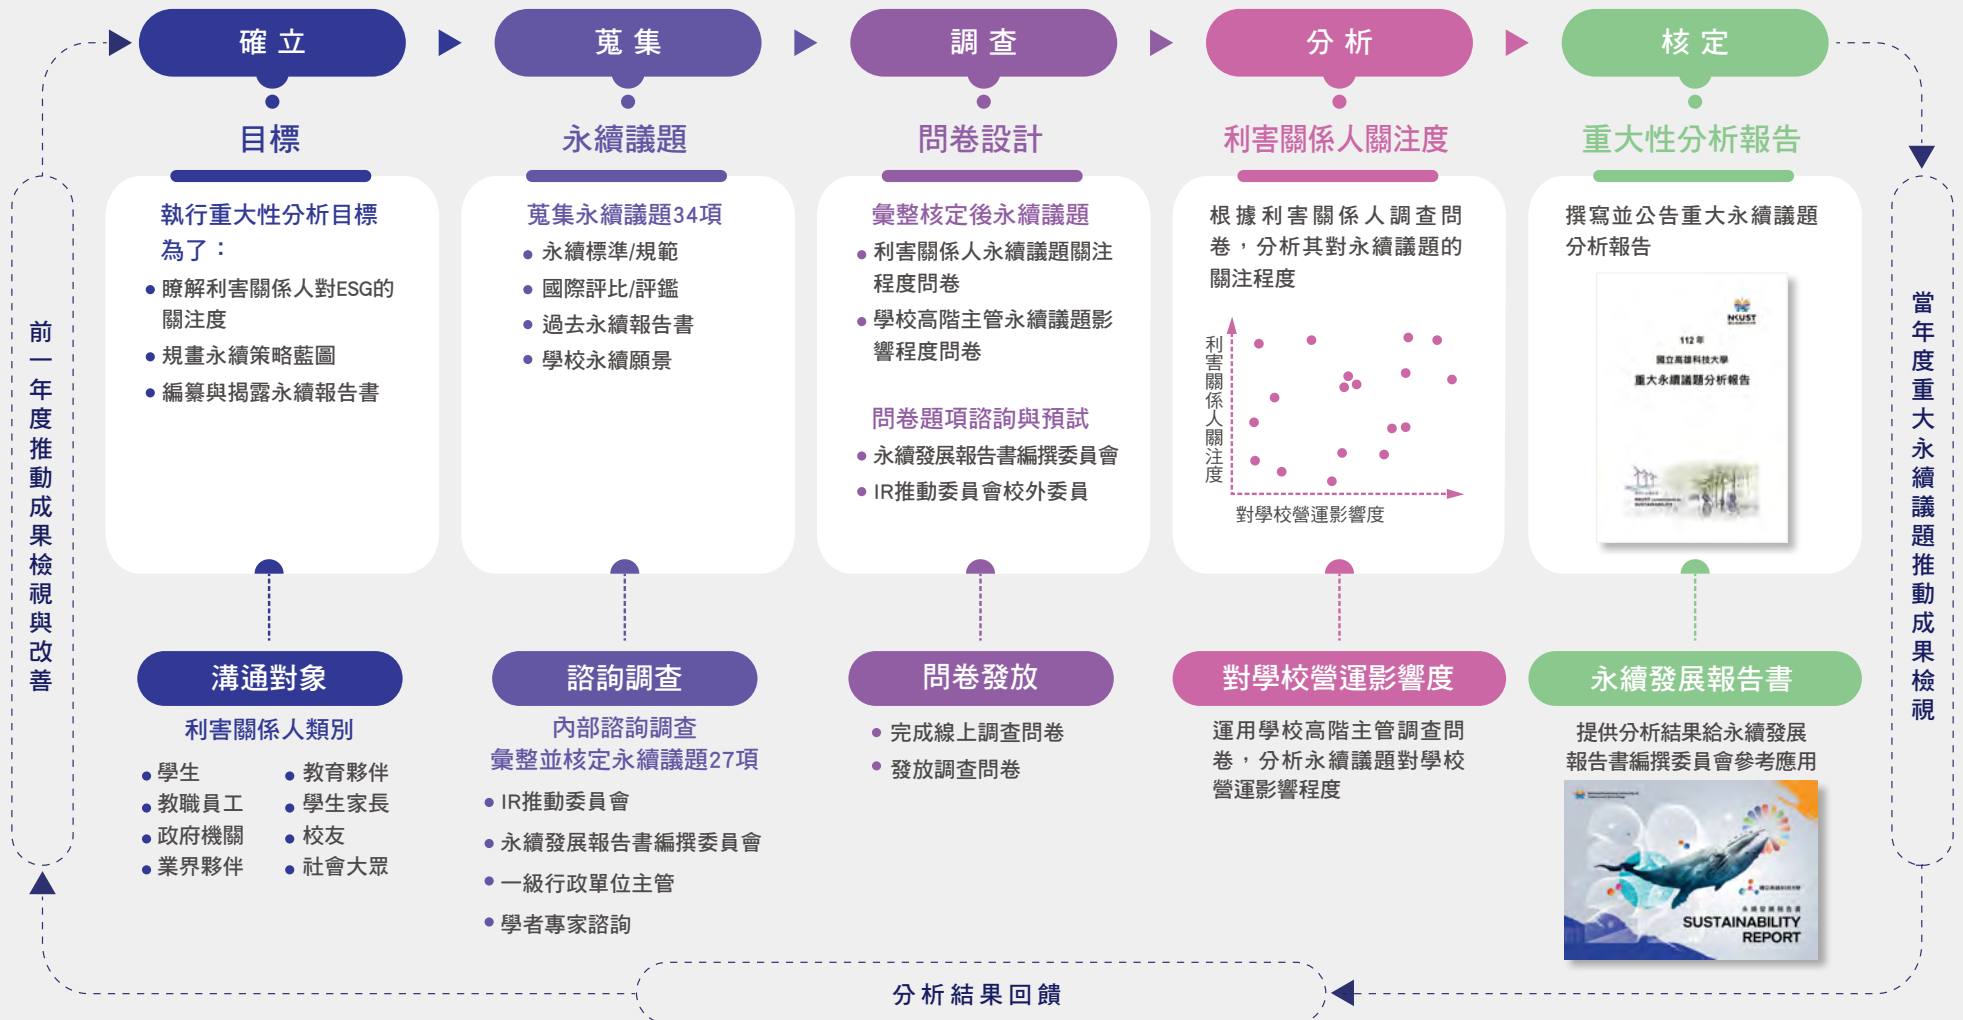 確立
目標
執行重大性分析目標
為了：
瞭解利害關係人對ESG的
關注度
規畫永續策略藍圖
編纂與揭露永續報告書
溝通對象
利害關係人類別
學生
教職員工
政府機關
業界夥伴
教育夥伴
學生家長
校友
社會大眾
蒐集
永續議題
蒐集永續議題34項
永續標準/規範
國際評比/評鑑
過去永續報告書
學校永續願景
諮詢調查
內部諮詢調查
彙整並核定永續議題27項
IR推動委員會
永續發展報告書編撰委員會
一級行政單位主管
學者專家諮詢
調查
問卷設計
彙整核定後永續議題
利害關係人永續議題關注
程度問卷
學校高階主管永續議題影
響程度問卷
問卷題項諮詢與預試
永續發展報告書編撰委員會
IR推動委員會校外委員
問卷發放
完成線上調查問卷
發放調查問卷
分析
利害關係人關注度
根據利害關係人調查問
卷，分析其對永續議題的
關注程度
利害關係人關注度
對學校營運影響度
對學校營運影響度
運用學校高階主管調查問
卷，分析永續議題對學校
營運影響程度
核定
重大性分析報告
撰寫並公告重大永續議題
分析報告
NKUST
112年
國立高雄科技大學
重大永續議題分析報告
永續發展報告書
提供分析結果給永續發展
報告書編撰委員會參考應用
永續發展報告書
SUSTAINABILITY
REPORT
當年度重大永續議題推動成果檢視
分析結果回饋
前一年度推動成果檢視與改善